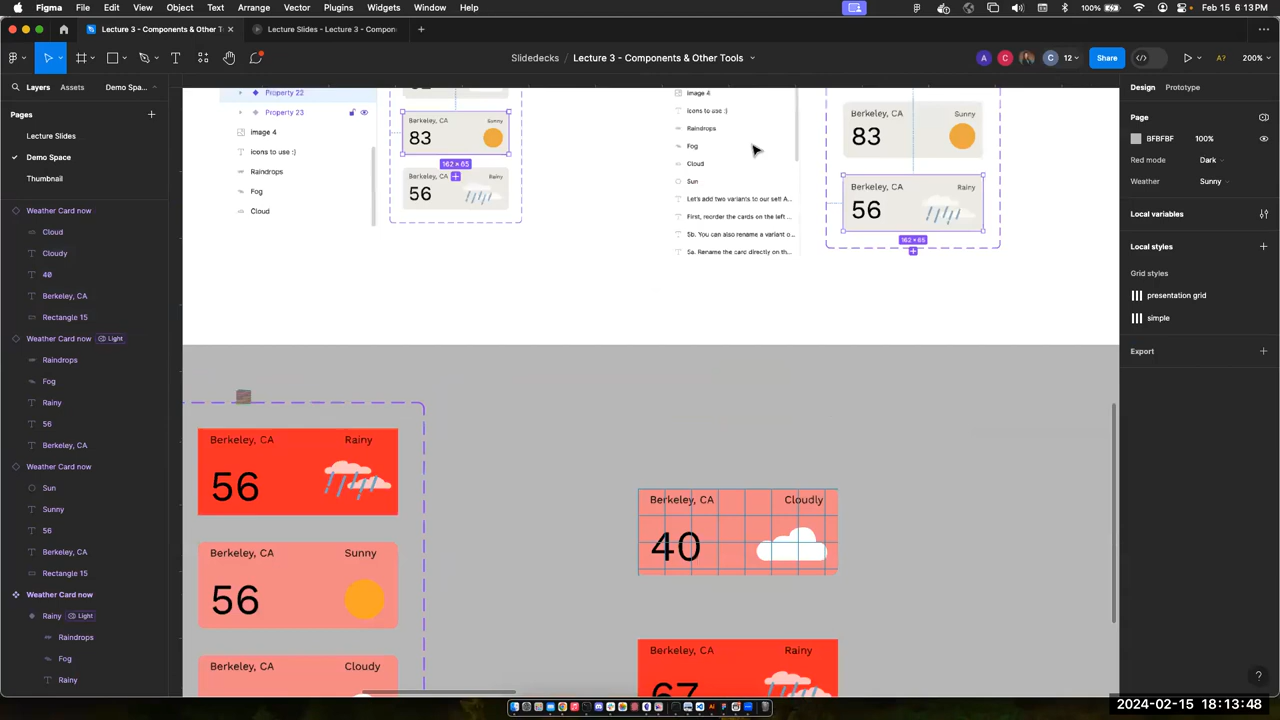 Figma File Edit View Object Text Arrange Vector Plugins Widgets Window Help
100%
Feb 15 6:13 PM
Lecture 3 - Components & Other T
Lecture Slides - Lecture 3 - Compon
Slidedecks / Lecture 3 - Components & Other Tools
A C C 12 Share A? 200%
Layers Assets Demo Spa...
Pages
Lecture Slides
Demo Space
Thumbnail
Weather Card now
Cloud
Cloudy
40
Berkeley, CA
Rectangle 15
Weather Card now Light
Raindrops
Fog
Rainy
56
Berkeley, CA
Weather Card now
Sun
Sunny
56
Berkeley, CA
Rectangle 15
Weather Card now
Rainy Light
Raindrops
Fog
Rainy
Property 22
Property 23
image 4
icons to use :)
Raindrops
Fog
Cloud
Berkeley, CA Sunny
83
162 × 65
Berkeley, CA Rainy
56
image 4
icons to use :)
Raindrops
Fog
Cloud
Sun
Let's add two variants to our set! A...
First, reorder the cards on the left ...
5b. You can also rename a variant o...
5a. Rename the card directly on th...
Berkeley, CA Sunny
83
Berkeley, CA Rainy
56
162 × 65
Berkeley, CA Rainy
56
Berkeley, CA Sunny
56
Berkeley, CA Cloudy
Berkeley, CA Cloudly
40
Berkeley, CA Rainy
67
Design Prototype
Page
BFBFBF 100%
Red mode Dark
Weather Sunny
Local variables
Local styles
Grid styles
presentation grid
simple
Export
?
2024-02-15 18:13:48